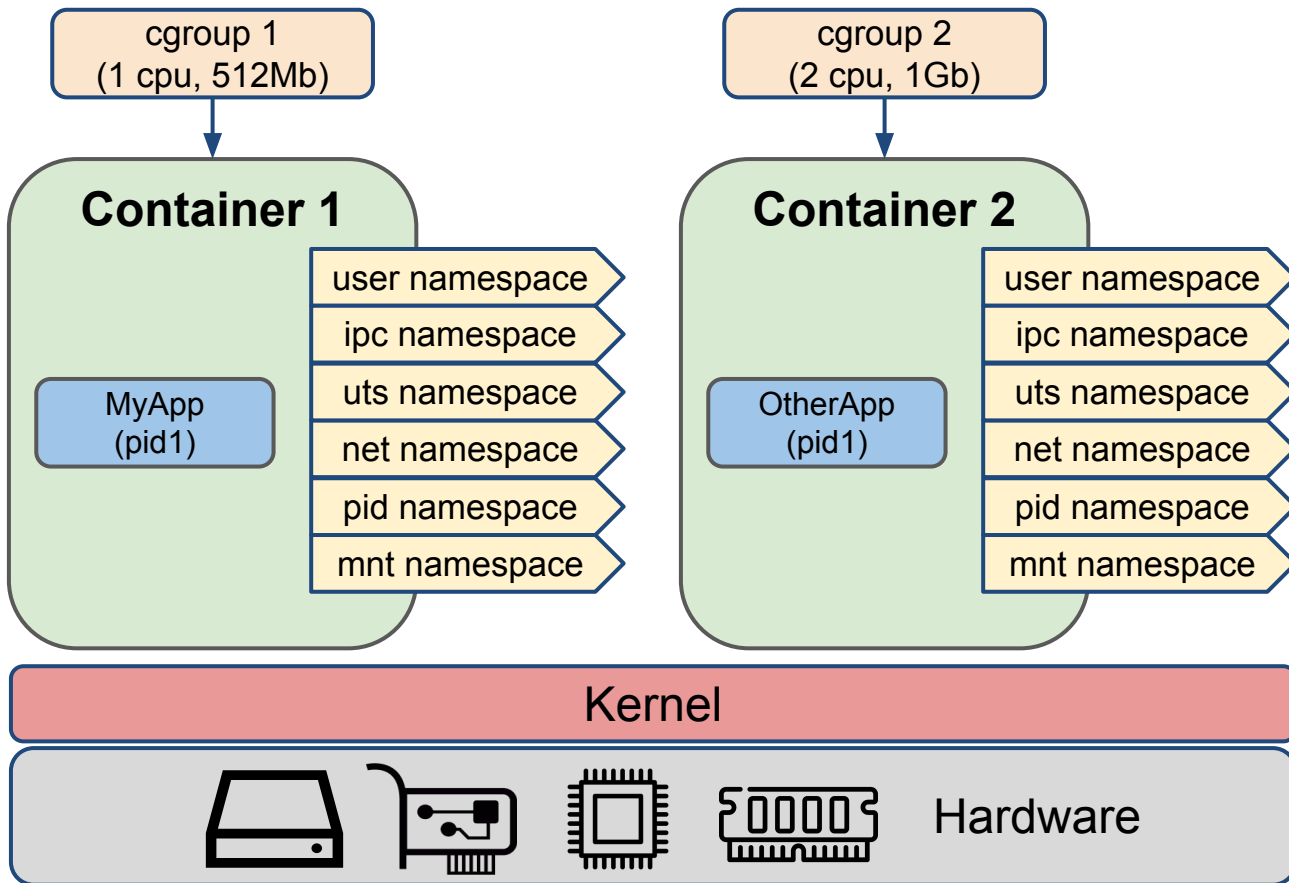 cgroup 1
(1 cpu, 512Mb)
cgroup 2
(2 cpu, 1Gb)
Container 1
user namespace
ipc namespace
uts namespace
net namespace
pid namespace
mnt namespace
MyApp
(pid1)
Container 2
user namespace
ipc namespace
uts namespace
net namespace
pid namespace
mnt namespace
OtherApp
(pid1)
Kernel
Hardware